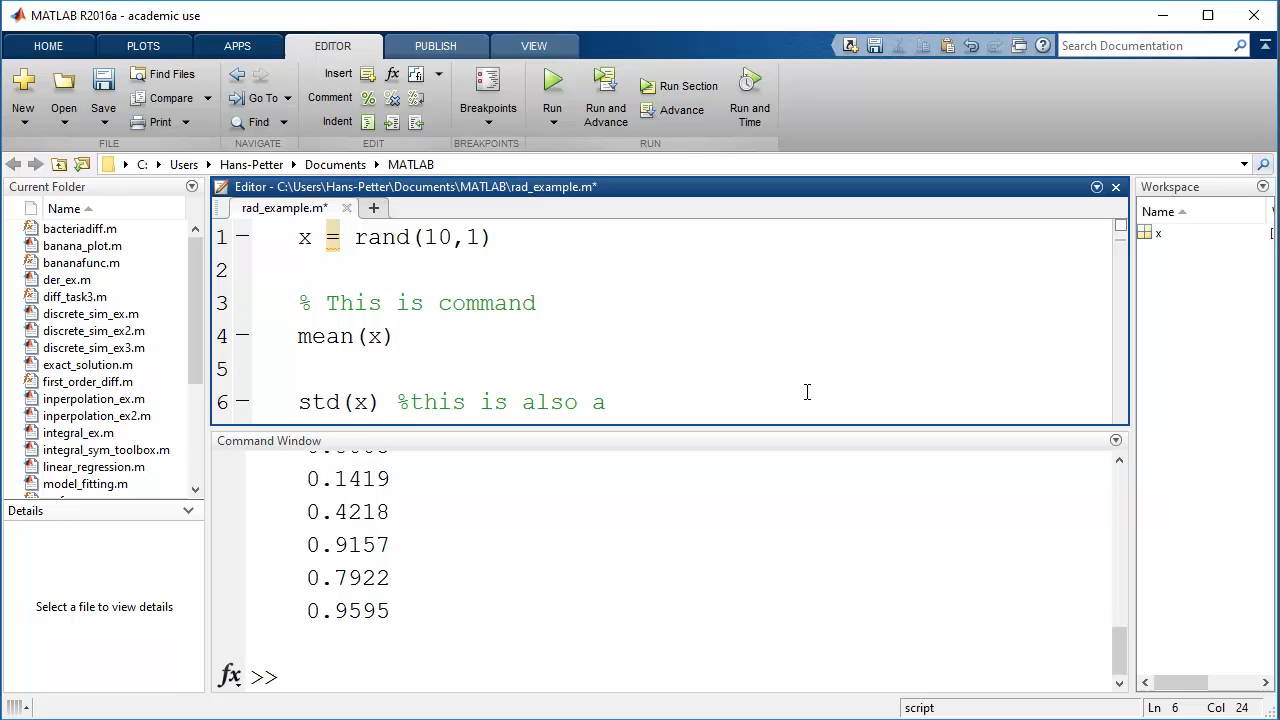 MATLAB R2016a - academic use
HOME PLOTS APPS EDITOR PUBLISH VIEW Search Documentation
New Open Save Find Files Compare Print
Go To Find
Insert fx Comment Indent
Breakpoints Run Run and Advance Run Section Advance Run and Time
FILE NAVIGATE EDIT BREAKPOINTS RUN
C: Users Hans-Petter Documents MATLAB
Current Folder
Name
bacteriadiff.m
banana_plot.m
bananafunc.m
der_ex.m
diff_task3.m
discrete_sim_ex.m
discrete_sim_ex2.m
discrete_sim_ex3.m
exact_solution.m
first_order_diff.m
inperpolation_ex.m
inperpolation_ex2.m
integral_ex.m
integral_sym_toolbox.m
linear_regression.m
model_fitting.m
Details
Select a file to view details
Editor - C:\Users\Hans-Petter\Documents\MATLAB\rad_example.m*
rad_example.m*
1 x = rand(10,1)
2
3 % This is command
4 mean(x)
5
6 std(x) %this is also a
Command Window
0.1419
0.4218
0.9157
0.7922
0.9595
fx >>
Workspace
Name
x
script Ln 6 Col 24